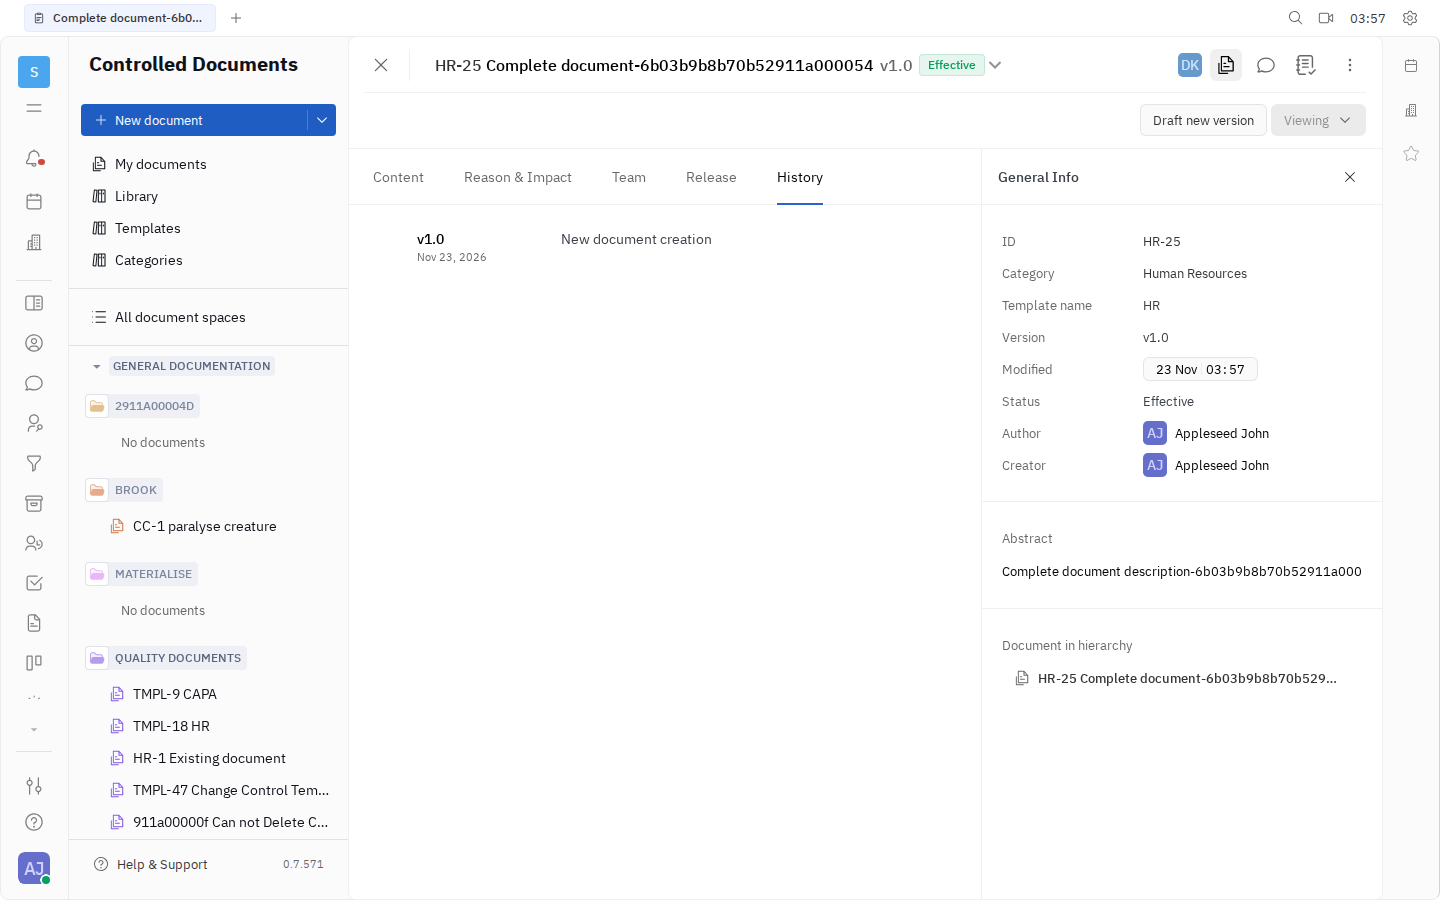 Complete document-6b0...
03:57
S
Controlled Documents
New document
My documents
Library
Templates
Categories
All document spaces
GENERAL DOCUMENTATION
2911A00004D
No documents
BROOK
CC-1 paralyse creature
MATERIALISE
No documents
QUALITY DOCUMENTS
TMPL-9 CAPA
TMPL-18 HR
HR-1 Existing document
TMPL-47 Change Control Tem...
911a00000f Can not Delete C...
Help & Support
0.7.571
AJ
HR-25 Complete document-6b03b9b8b70b52911a000054 v1.0
Effective
DK
Draft new version
Viewing
Content
Reason & Impact
Team
Release
History
v1.0
New document creation
Nov 23, 2026
General Info
ID HR-25
Category Human Resources
Template name HR
Version v1.0
Modified 23 Nov 03:57
Status Effective
Author AJ Appleseed John
Creator AJ Appleseed John
Abstract
Complete document description-6b03b9b8b70b52911a000
Document in hierarchy
HR-25 Complete document-6b03b9b8b70b529...